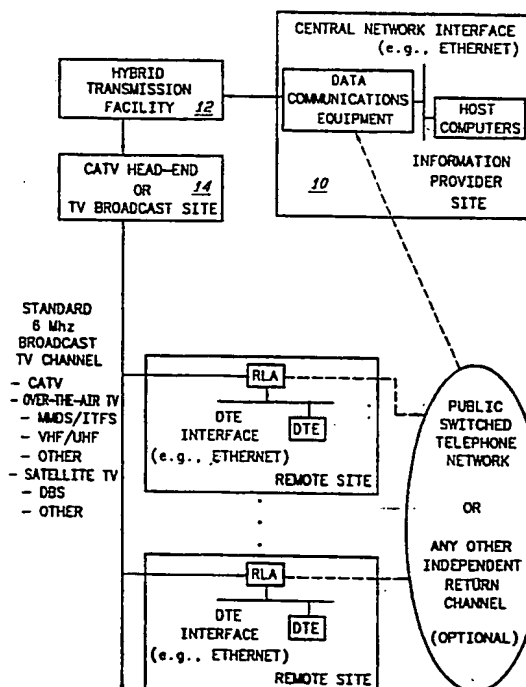 CENTRAL NETWORK INTERFACE
(e.g., ETHERNET)
HYBRID
TRANSMISSION
FACILITY 12
DATA
COMMUNICATIONS
EQUIPMENT
HOST
COMPUTERS
INFORMATION
PROVIDER
SITE
10
CATV HEAD-END
OR
TV BROADCAST SITE
14
STANDARD
6 Mhz
BROADCAST
TV CHANNEL
- CATV
- OVER-THE-AIR TV
- MMDS/ITFS
- VHF/UHF
- OTHER
- SATELLITE TV
- DBS
- OTHER
RLA
DTE
INTERFACE
(e.g., ETHERNET)
DTE
REMOTE SITE
RLA
DTE
INTERFACE
(e.g., ETHERNET)
DTE
REMOTE SITE
PUBLIC
SWITCHED
TELEPHONE
NETWORK
OR
ANY OTHER
INDEPENDENT
RETURN
CHANNEL
(OPTIONAL)